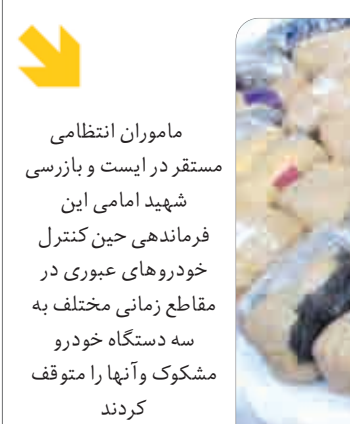 ماموران انتظامی
مستقر در ایست و بازرسی
شهید امامی این
فرماندهی حین کنترل
خودروهای عبوری در
مقاطع زمانی مختلف به
سه دستگاه خودرو
مشکوک وآنها را متوقف
کردند